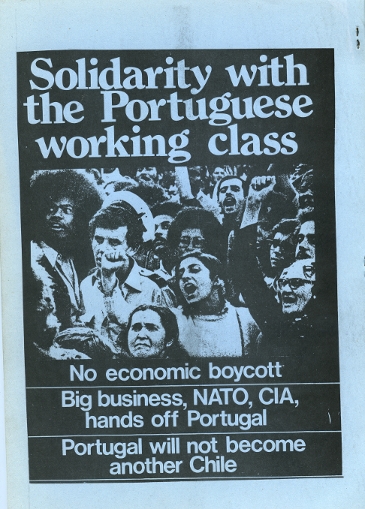 Solidarity with
the Portuguese
working class
No economic boycott
Big business, NATO, CIA,
hands off Portugal
Portugal will not become
another Chile